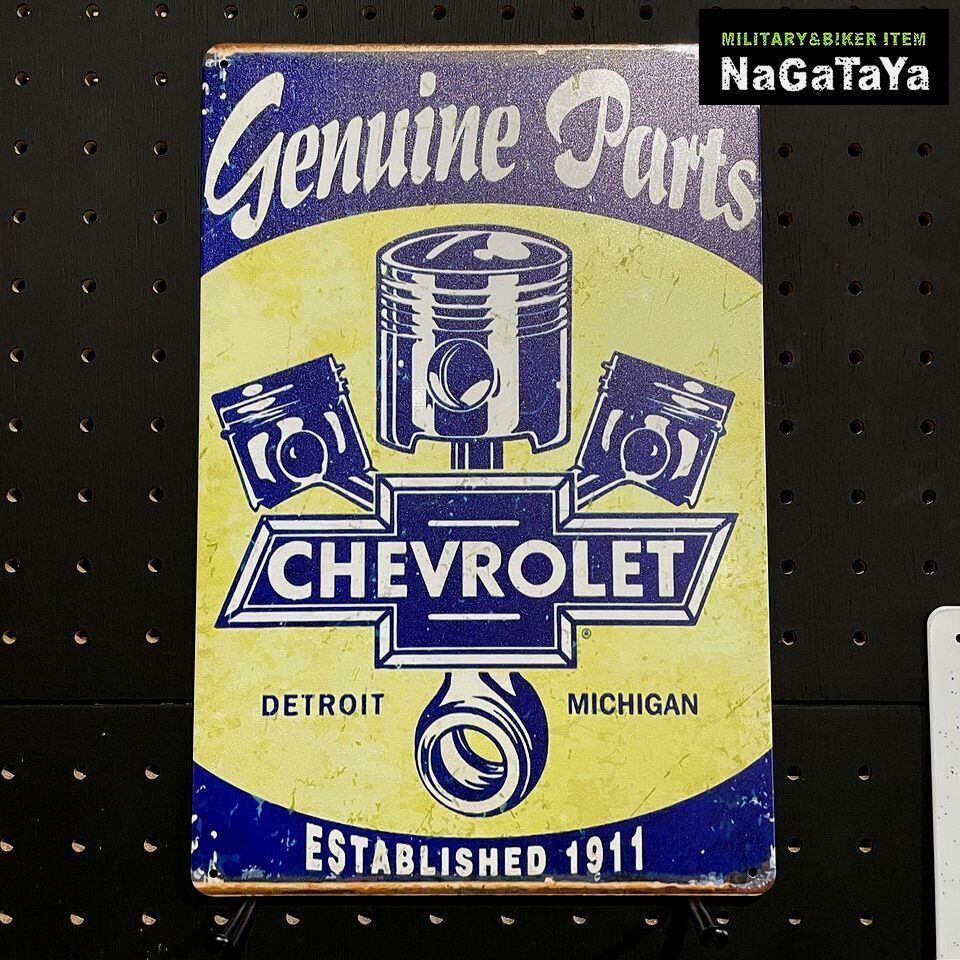 MILITARY&BIKER ITEM
NaGaTaYa
Genuine Parts
CHEVROLET
®
DETROIT MICHIGAN
ESTABLISHED 1911